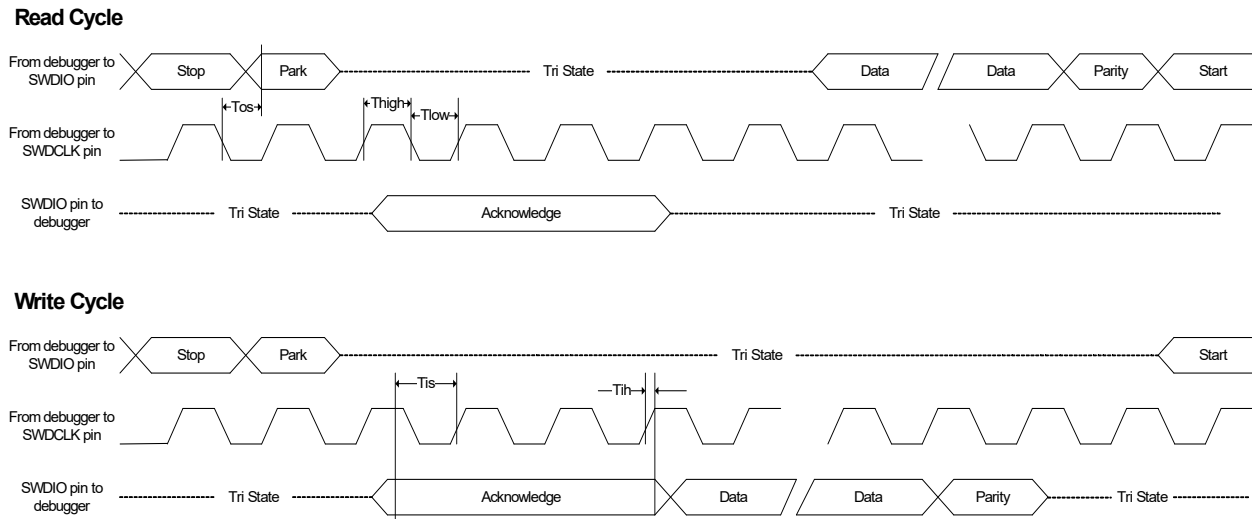 Read Cycle
From debugger to
SWDIO pin
Stop
Park
Tri State
Data
Data
Parity
Start
Tos
Thigh
Tlow
From debugger to
SWDCLK pin
SWDIO pin to
debugger
Tri State
Acknowledge
Tri State
Write Cycle
From debugger to
SWDIO pin
Stop
Park
Tri State
Start
Tis
Tih
From debugger to
SWDCLK pin
SWDIO pin to
debugger
Tri State
Acknowledge
Data
Data
Parity
Tri State